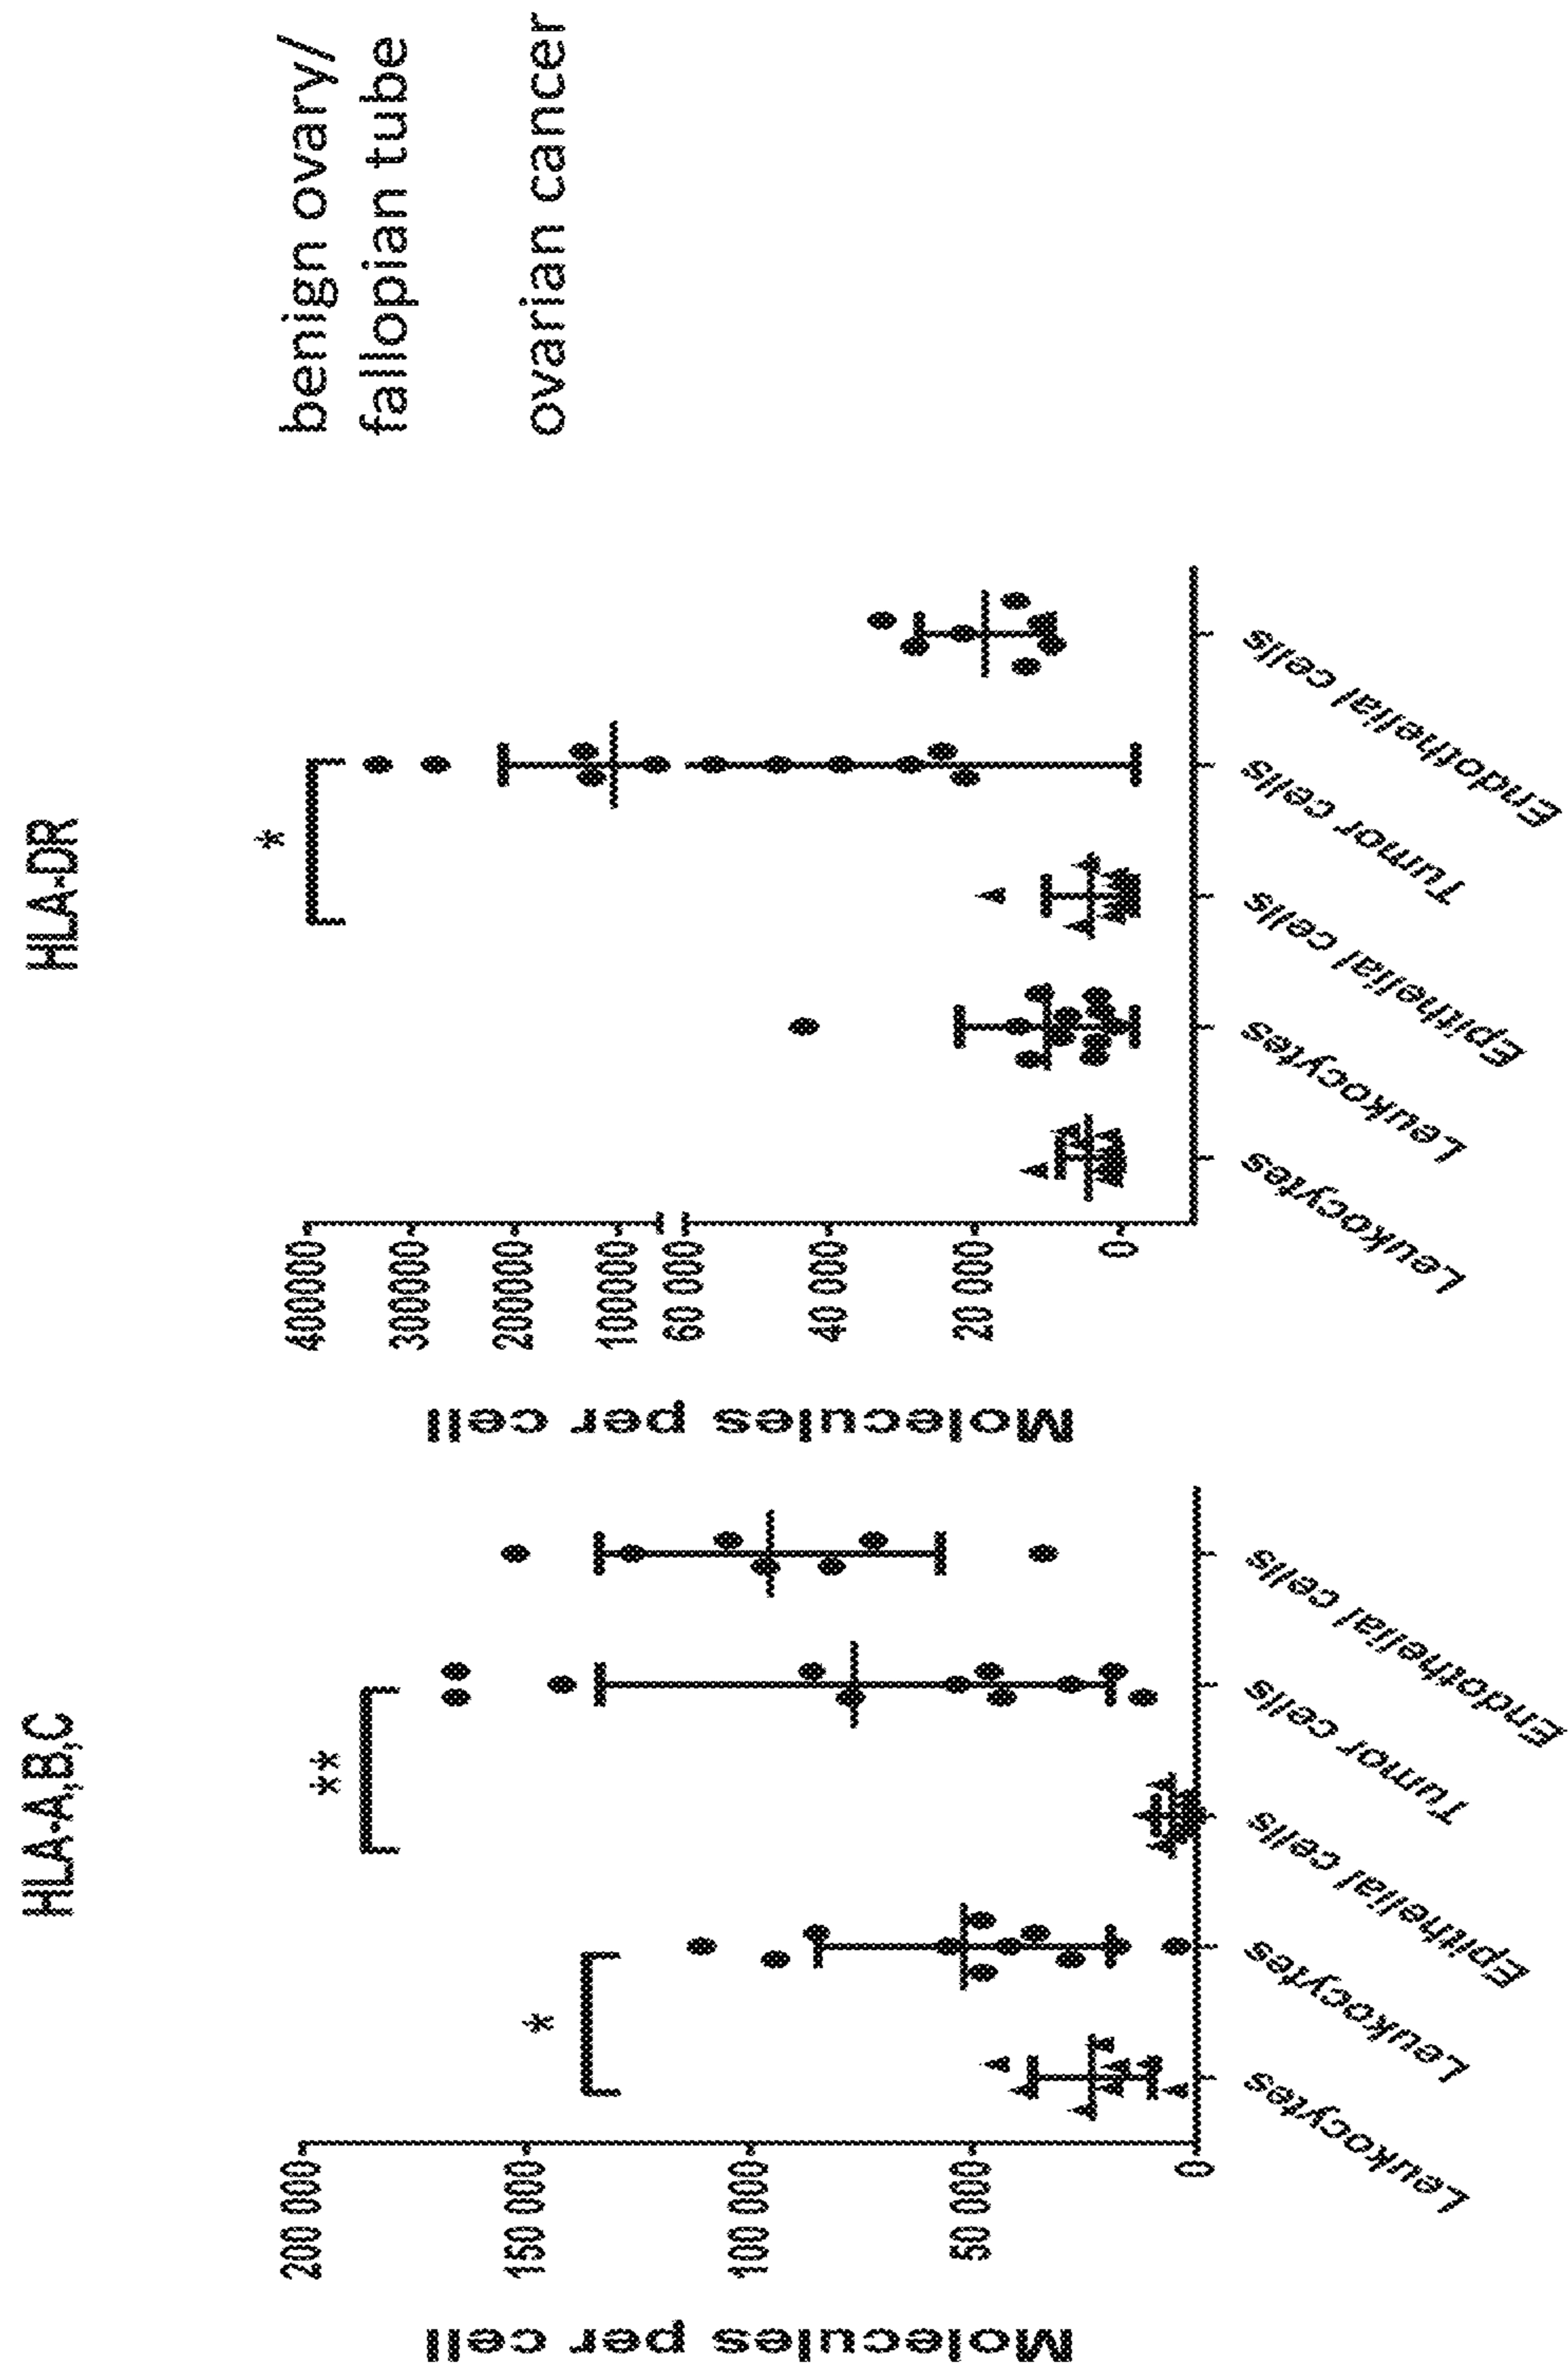 HLA-A,B,C
**
*
Molecules per cell
200 000
150 000
100 000
50 000
0
Leukocytes
Leukocytes
Epithelial cells
Tumor cells
Endothelial cells
HLA-DR
*
Molecules per cell
400000
300000
200000
100000
60 000
40 000
20 000
0
Leukocytes
Leukocytes
Epithelial cells
Tumor cells
Endothelial cells
benign ovary/
fallopian tube
ovarian cancer